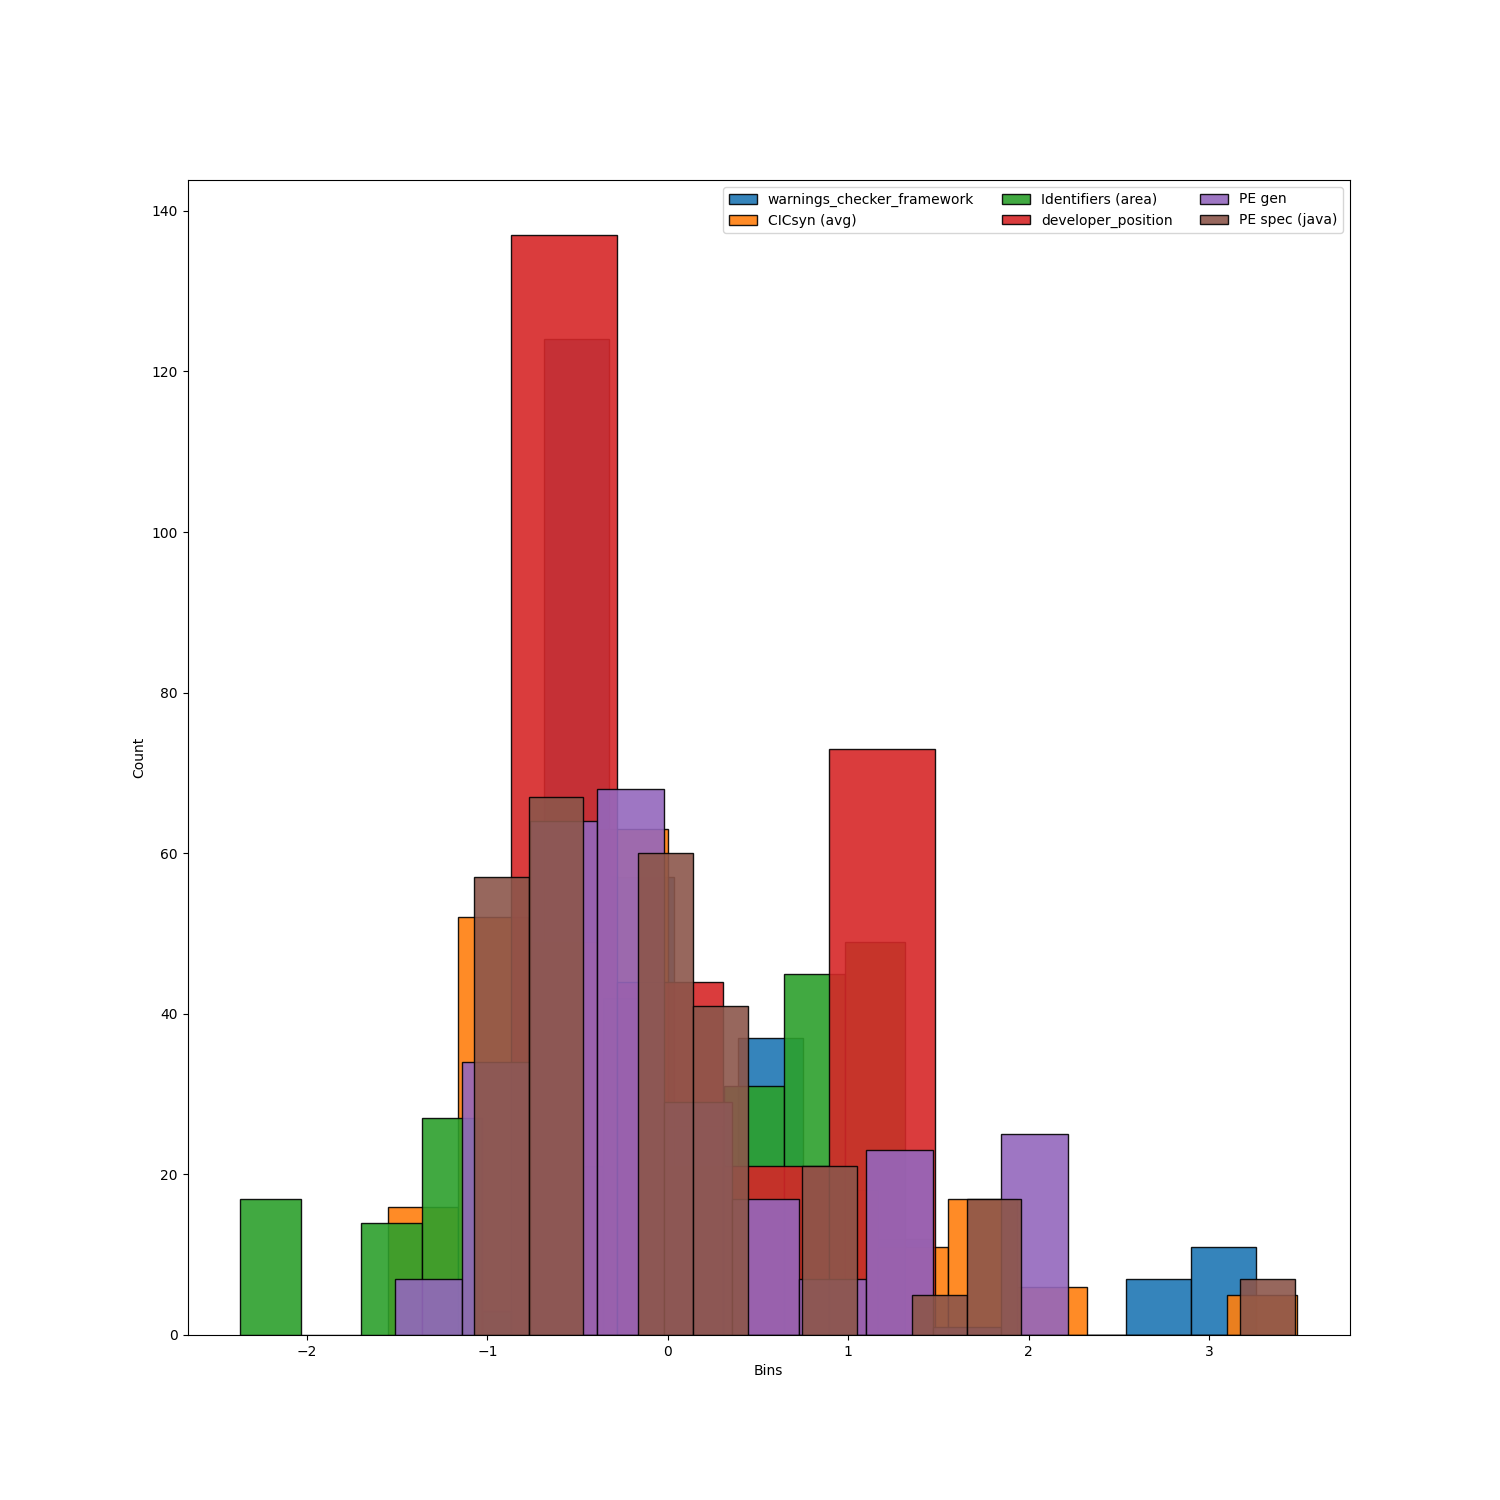 warnings_checker_framework
CICsyn (avg)
Identifiers (area)
developer_position
PE gen
PE spec (java)
140
120
100
80
60
40
20
0
Count
−2 −1 0 1 2 3
Bins